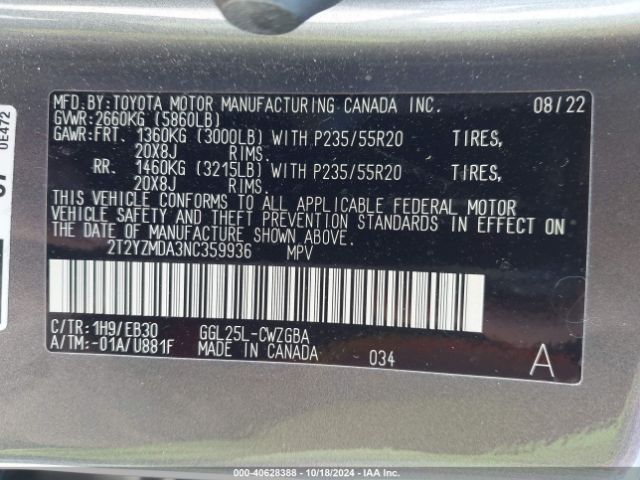 MFD.BY:TOYOTA MOTOR MANUFACTURING CANADA INC. 08/22
GVWR:2660KG (5860LB)
GAWR:FRT. 1360KG (3000LB) WITH P235/55R20 TIRES,
20X8J RIMS.
RR. 1460KG (3215LB) WITH P235/55R20 TIRES,
20X8J RIMS.
THIS VEHICLE CONFORMS TO ALL APPLICABLE FEDERAL MOTOR
VEHICLE SAFETY AND THEFT PREVENTION STANDARDS IN EFFECT ON
THE DATE OF MANUFACTURE SHOWN ABOVE.
2T2YZMDA3NC359936 MPV
C/TR:1H9/EB30 GGL25L-CWZGBA
A/TM:-01A/U881F MADE IN CANADA 034 A
0E472
000-40628388 - 10/18/2024 - IAA Inc.